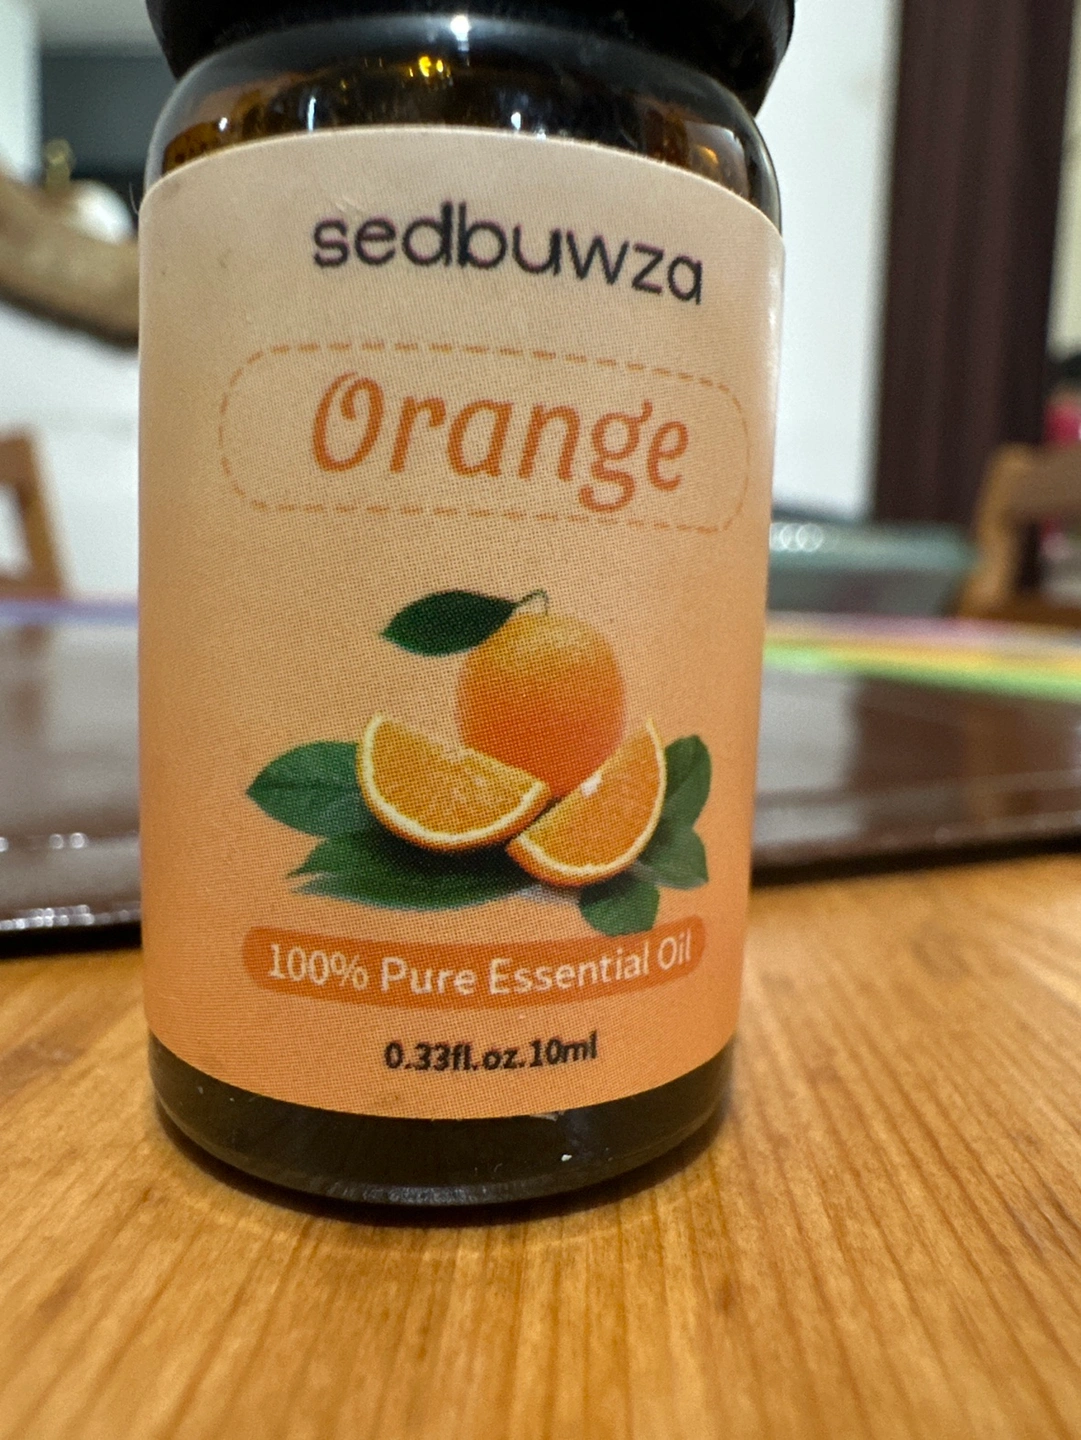 sedbuwza
Orange
100% Pure Essential Oil
0.33fl.oz.10ml